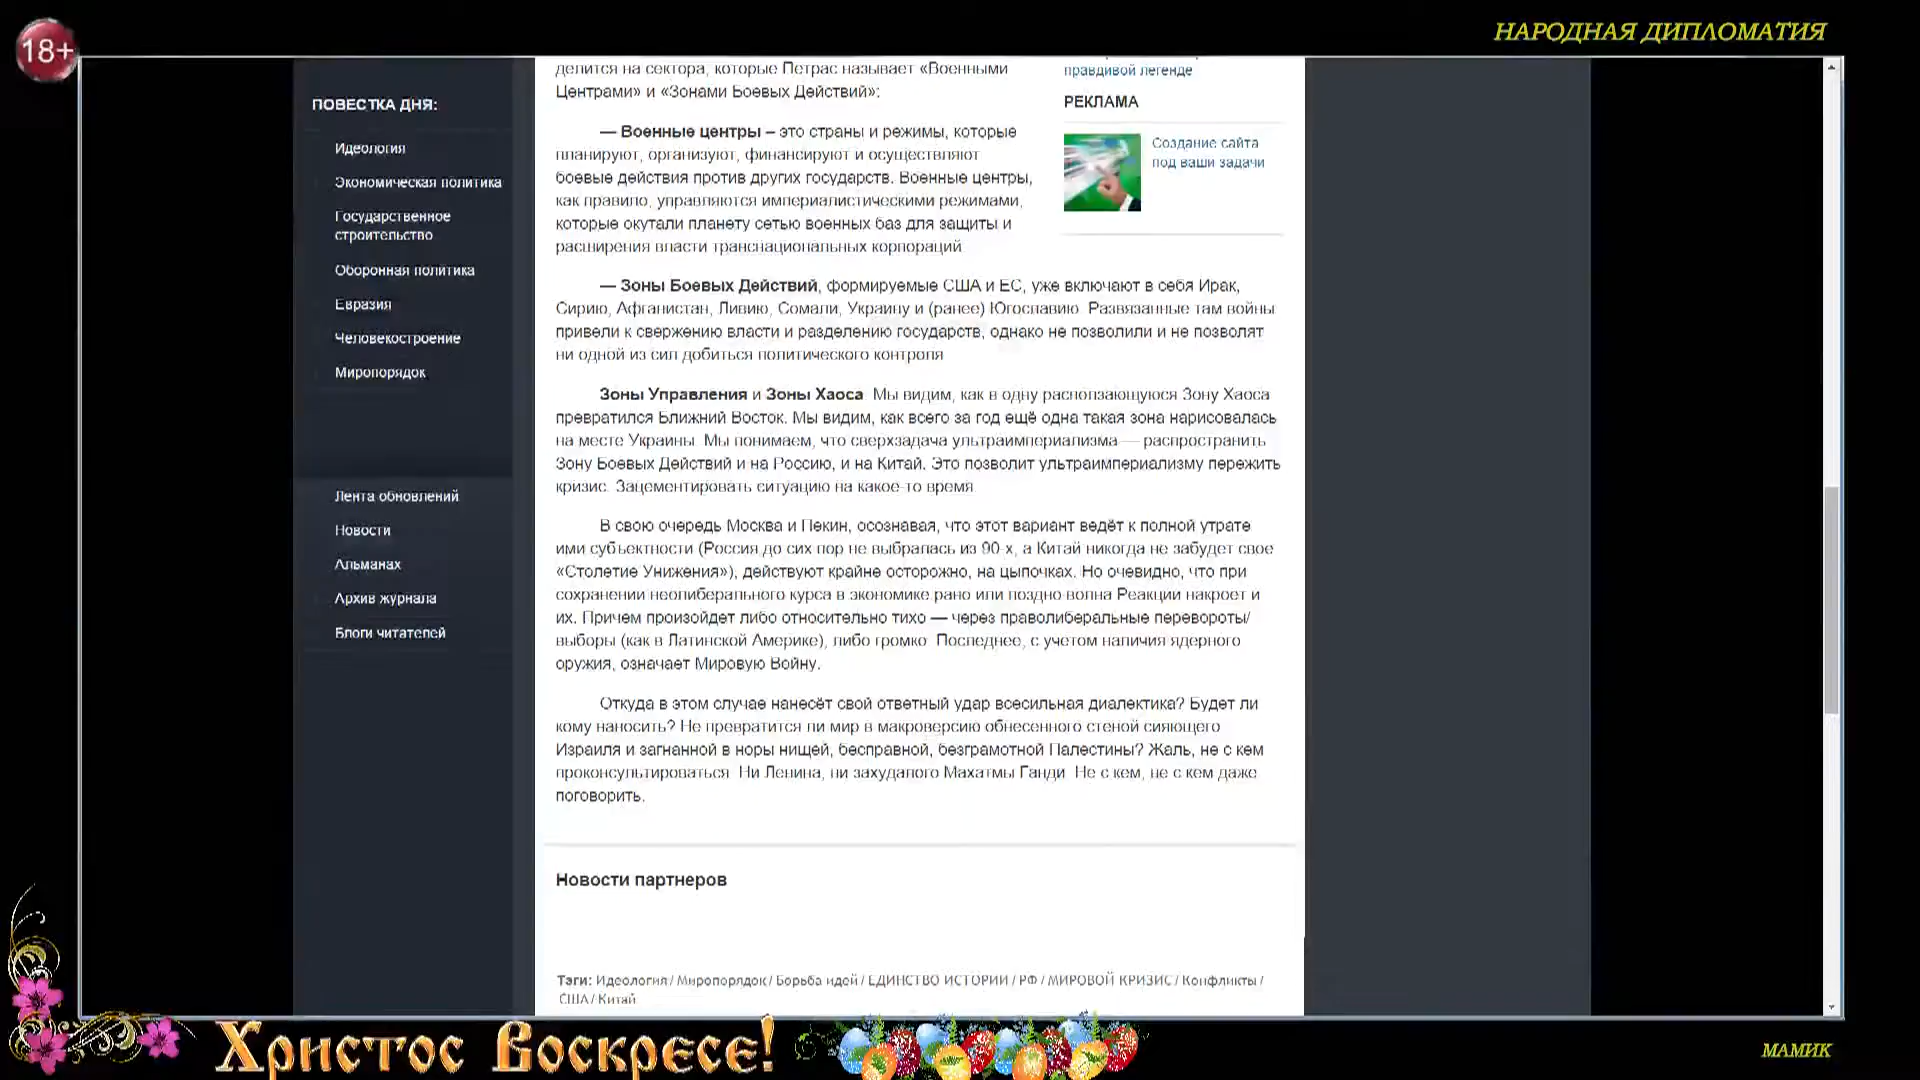 18+
НАРОДНАЯ ДИПЛОМАТИЯ
ПОВЕСТКА ДНЯ:
Идеология
Экономическая политика
Государственное
строительство
Оборонная политика
Евразия
Человекостроение
Миропорядок
Лента обновлений
Новости
Альманах
Архив журнала
Блоги читателей
делится на сектора, которые Петрас называет «Военными
Центрами» и «Зонами Боевых Действий»:
— Военные центры – это страны и режимы, которые
планируют, организуют, финансируют и осуществляют
боевые действия против других государств. Военные центры,
как правило, управляются империалистическими режимами,
которые окутали планету сетью военных баз для защиты и
расширения власти транснациональных корпораций.
— Зоны Боевых Действий, формируемые США и ЕС, уже включают в себя Ирак,
Сирию, Афганистан, Ливию, Сомали, Украину и (ранее) Югославию. Развязанные там войны
привели к свержению власти и разделению государств, однако не позволили и не позволят
ни одной из сил добиться политического контроля.
Зоны Управления и Зоны Хаоса. Мы видим, как в одну расползающуюся Зону Хаоса
превратился Ближний Восток. Мы видим, как всего за год ещё одна такая зона нарисовалась
на месте Украины. Мы понимаем, что сверхзадача ультраимпериализма — распространить
Зону Боевых Действий и на Россию, и на Китай. Это позволит ультраимпериализму пережить
кризис. Зацементировать ситуацию на какое-то время.
В свою очередь Москва и Пекин, осознавая, что этот вариант ведёт к полной утрате
ими субъектности (Россия до сих пор не выбралась из 90-х, а Китай никогда не забудет свое
«Столетие Унижения»), действуют крайне осторожно, на цыпочках. Но очевидно, что при
сохранении неолиберального курса в экономике рано или поздно волна Реакции накроет и
их. Причем произойдет либо относительно тихо — через праволиберальные перевороты/
выборы (как в Латинской Америке), либо громко. Последнее, с учетом наличия ядерного
оружия, означает Мировую Войну.
Откуда в этом случае нанесёт свой ответный удар всесильная диалектика? Будет ли
кому наносить? Не превратится ли мир в макроверсию обнесенного стеной сияющего
Израиля и загнанной в норы нищей, бесправной, безграмотной Палестины? Жаль, не с кем
проконсультироваться. Ни Ленина, ни захудалого Махатмы Ганди. Не с кем, не с кем даже
поговорить.
правдивой легенде
РЕКЛАМА
Создание сайта
под ваши задачи
Новости партнеров
Тэги: Идеология / Миропорядок / Борьба идей / ЕДИНСТВО ИСТОРИИ / РФ / МИРОВОЙ КРИЗИС / Конфликты /
США / Китай
Христос Воскресе!
МАМИК